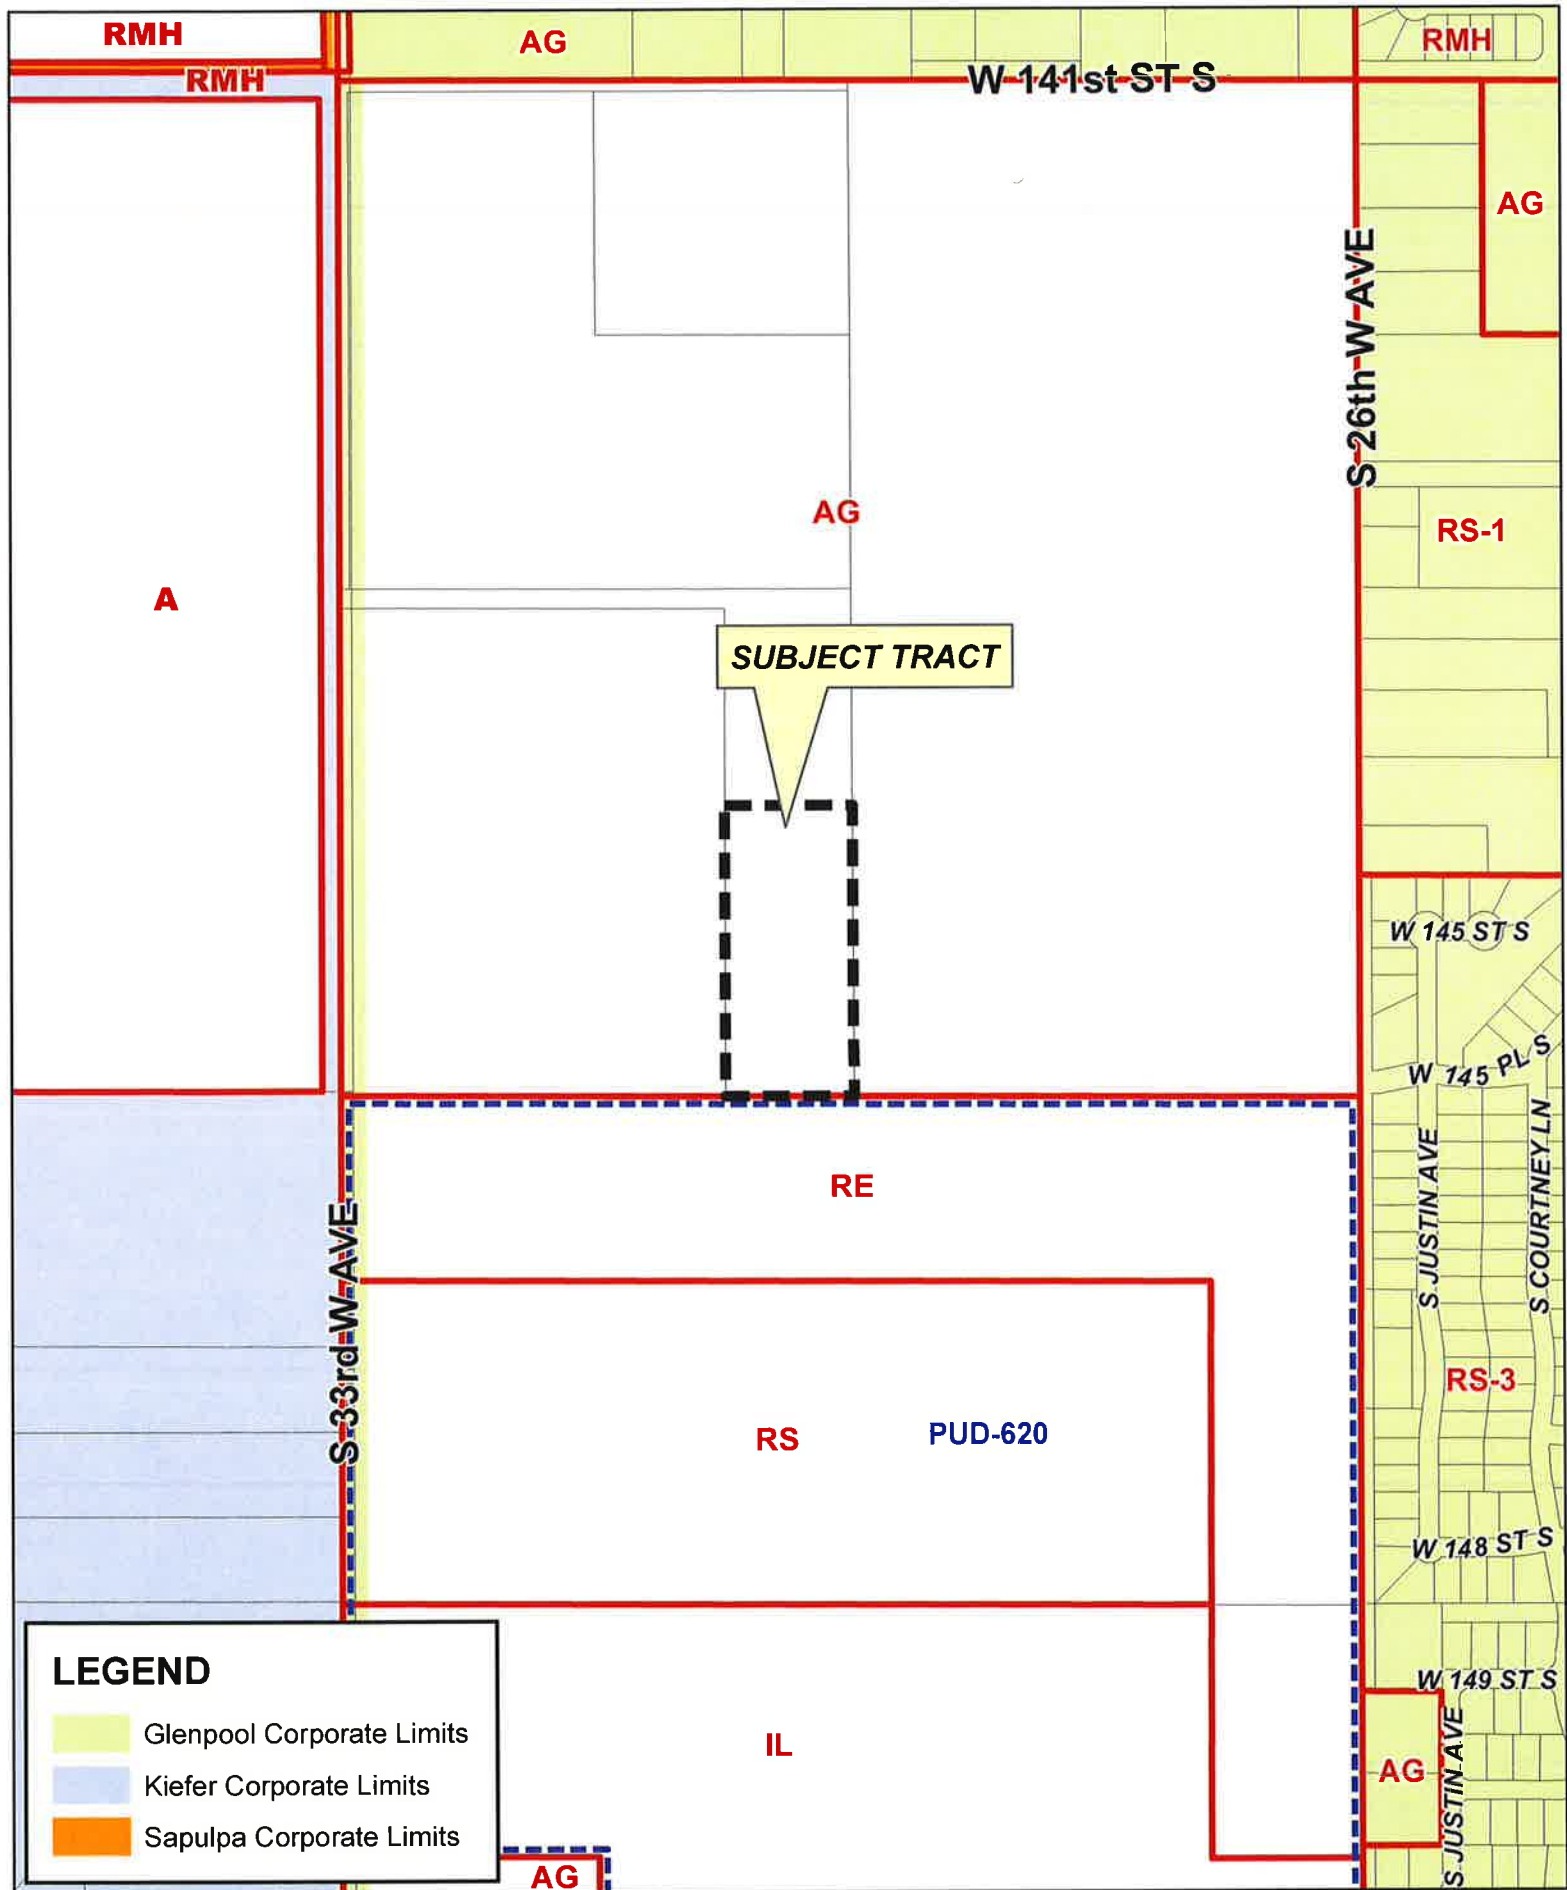 RMH
AG
RMH
RMH
W 141st ST S
AG
S 26th W AVE
AG
RS-1
A
SUBJECT TRACT
W 145 ST S
W 145 PL S
S JUSTIN AVE
S COURTNEY LN
RE
S 33rd W AVE
RS-3
RS
PUD-620
W 148 ST S
LEGEND
Glenpool Corporate Limits
Kiefer Corporate Limits
Sapulpa Corporate Limits
W 149 ST S
IL
AG
S JUSTIN AVE
AG